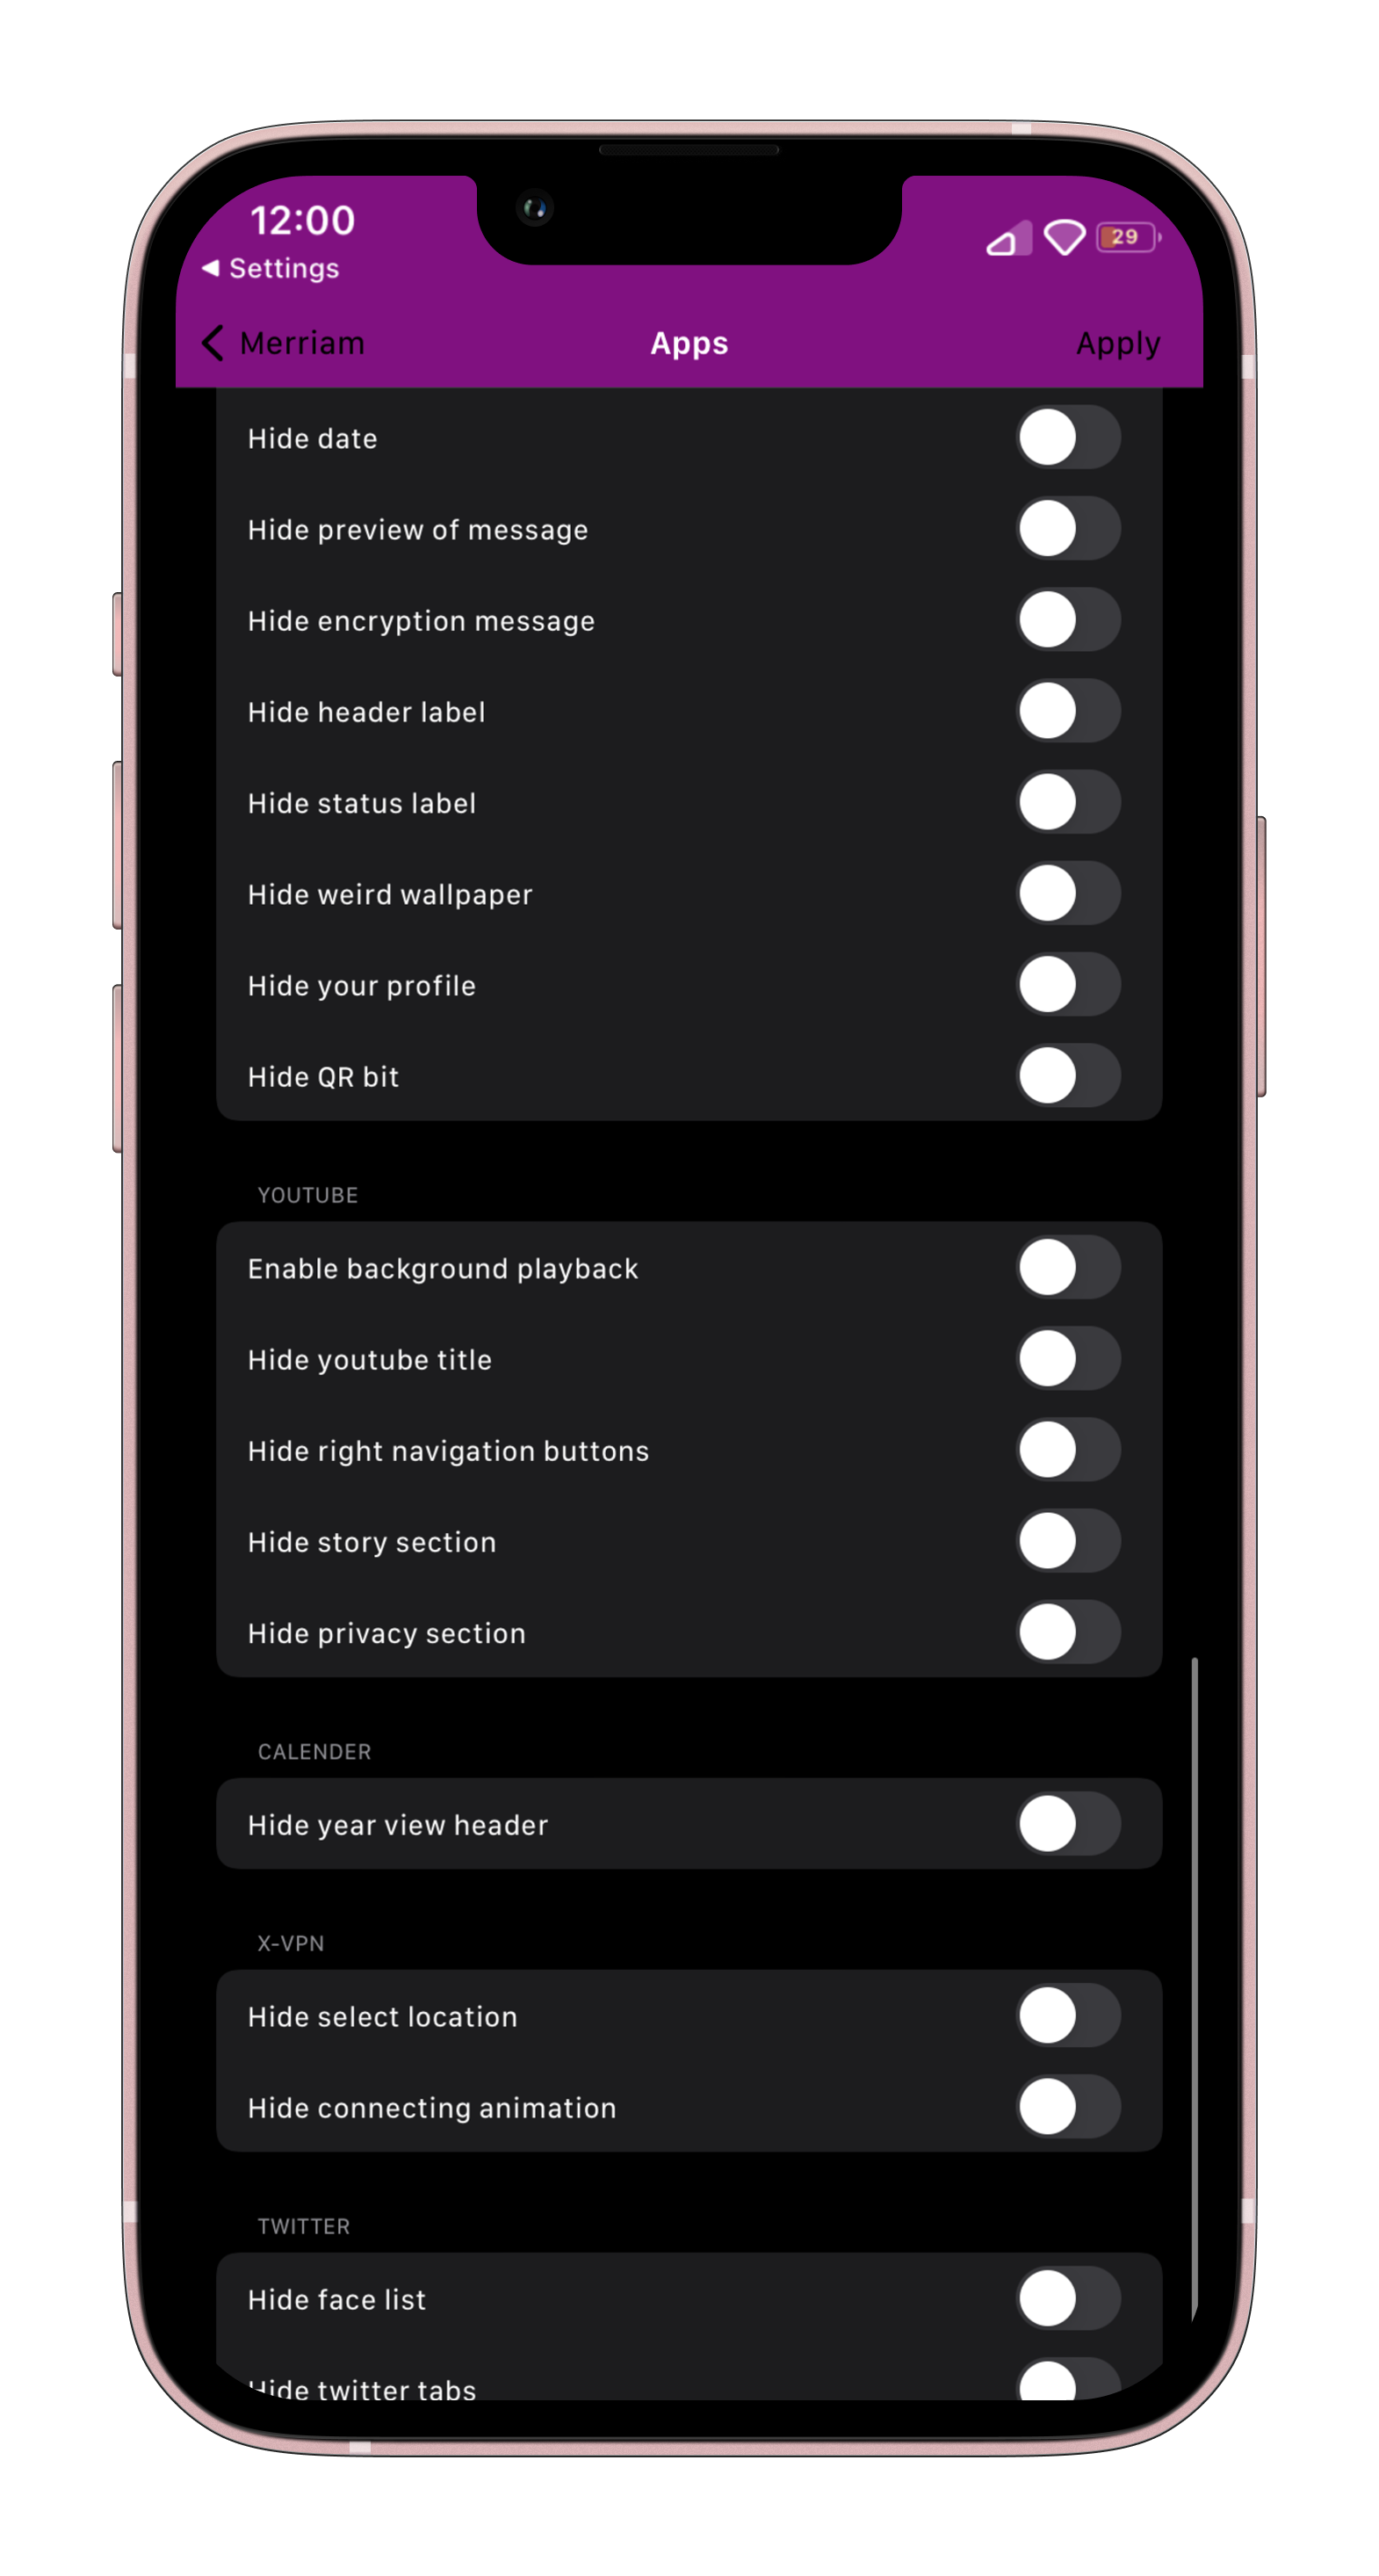 12:00
◀ Settings
29
Merriam
Apps
Apply
Hide date
Hide preview of message
Hide encryption message
Hide header label
Hide status label
Hide weird wallpaper
Hide your profile
Hide QR bit
YOUTUBE
Enable background playback
Hide youtube title
Hide right navigation buttons
Hide story section
Hide privacy section
CALENDER
Hide year view header
X-VPN
Hide select location
Hide connecting animation
TWITTER
Hide face list
Hide twitter tabs